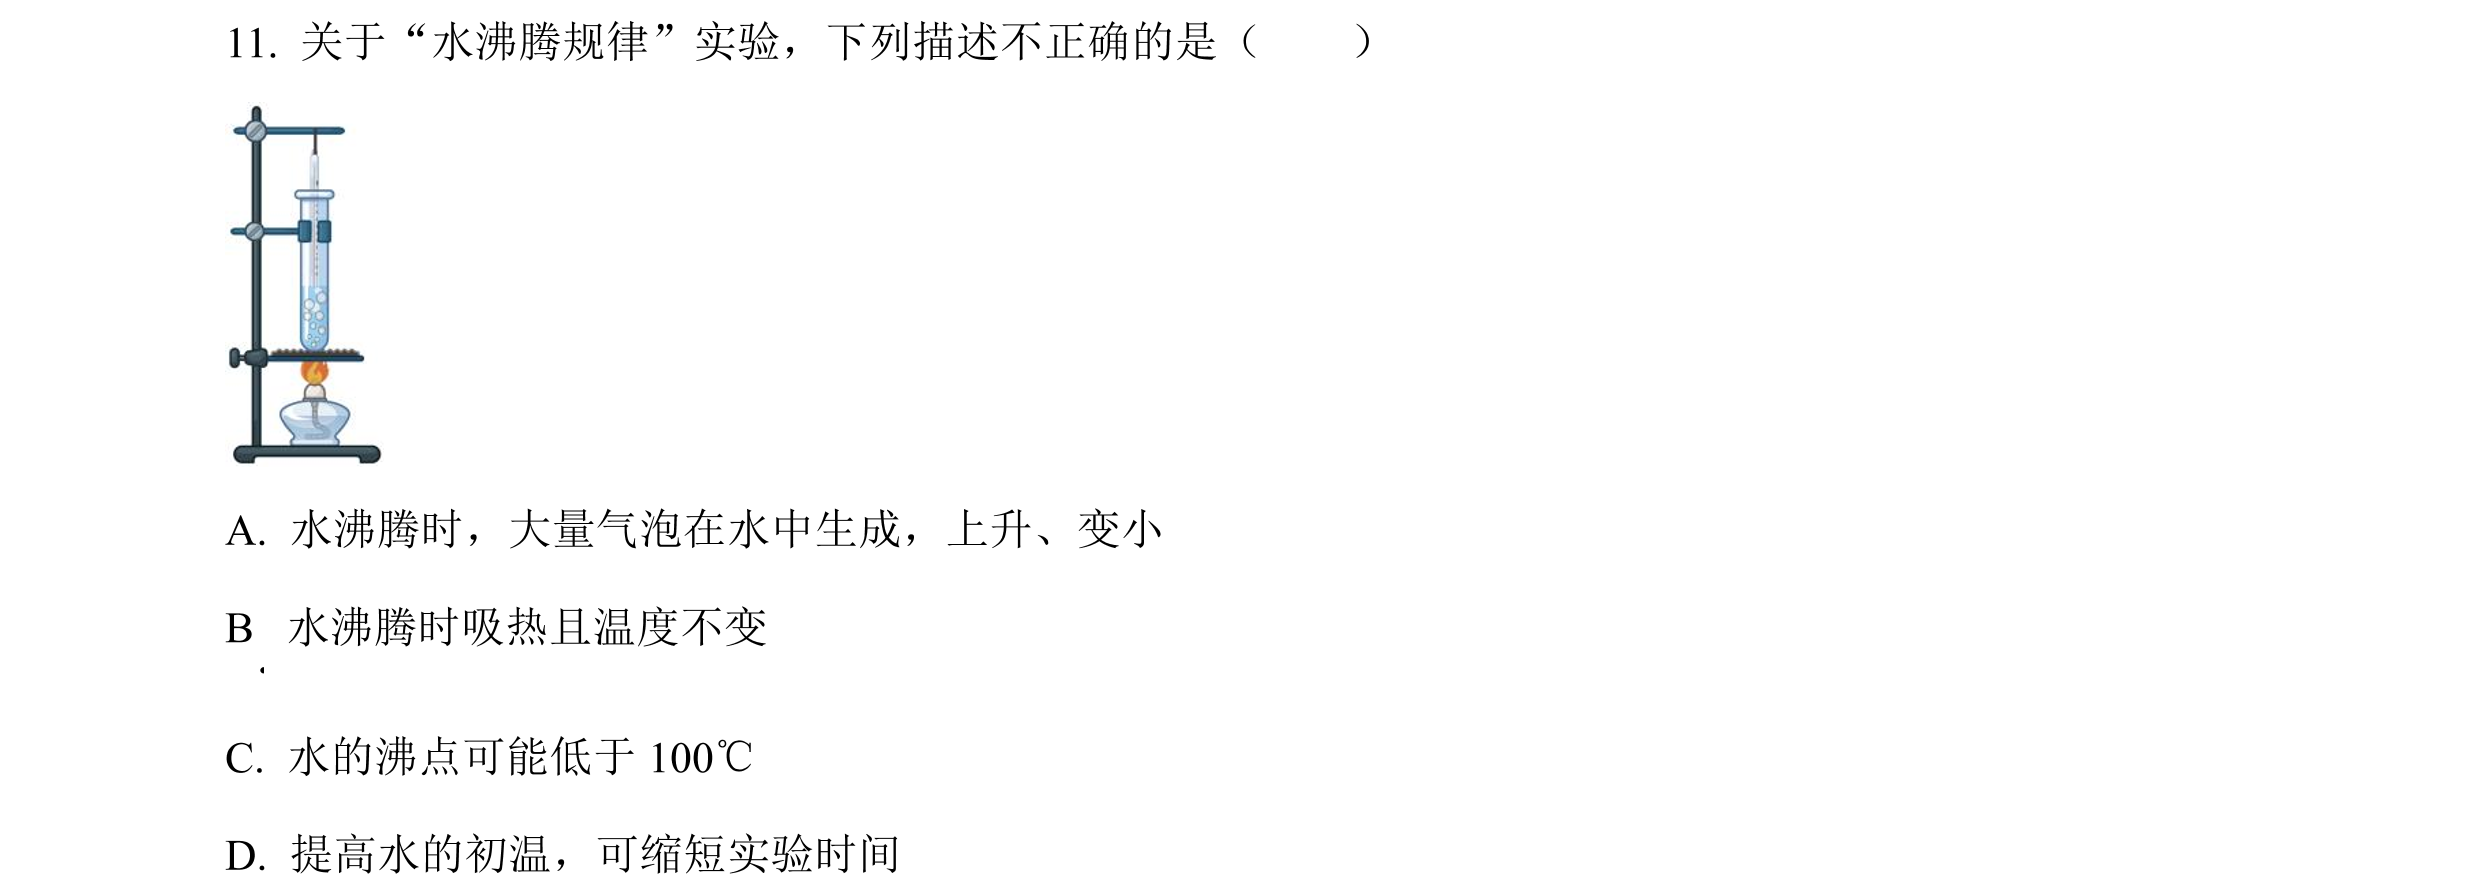 11. 关于“水沸腾规律”实验，下列描述不正确的是（　　）
A. 水沸腾时，大量气泡在水中生成，上升、变小
B. 水沸腾时吸热且温度不变
C. 水的沸点可能低于 100℃
D. 提高水的初温，可缩短实验时间